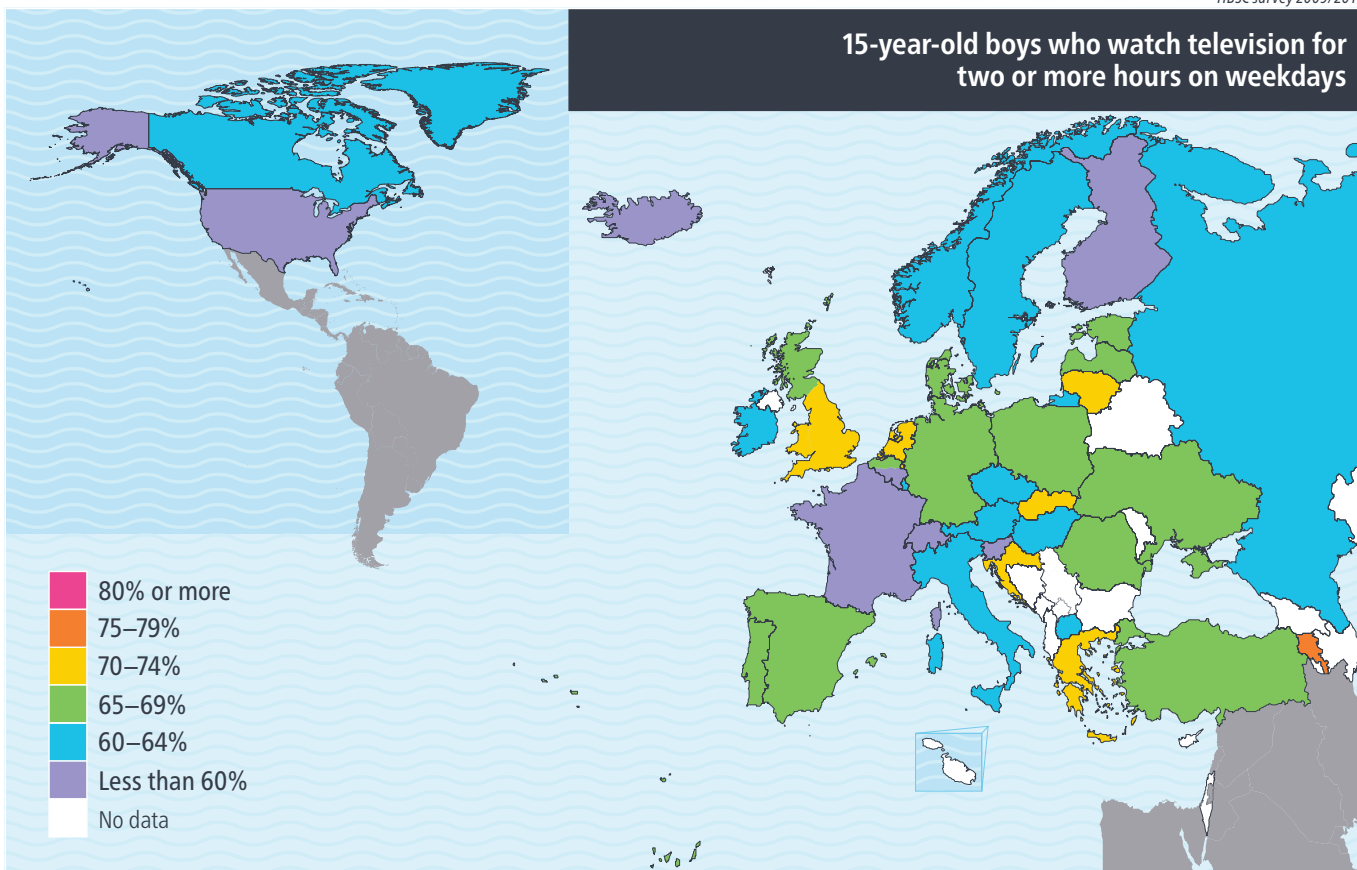 15-year-old boys who watch television for
two or more hours on weekdays
80% or more
75–79%
70–74%
65–69%
60–64%
Less than 60%
No data